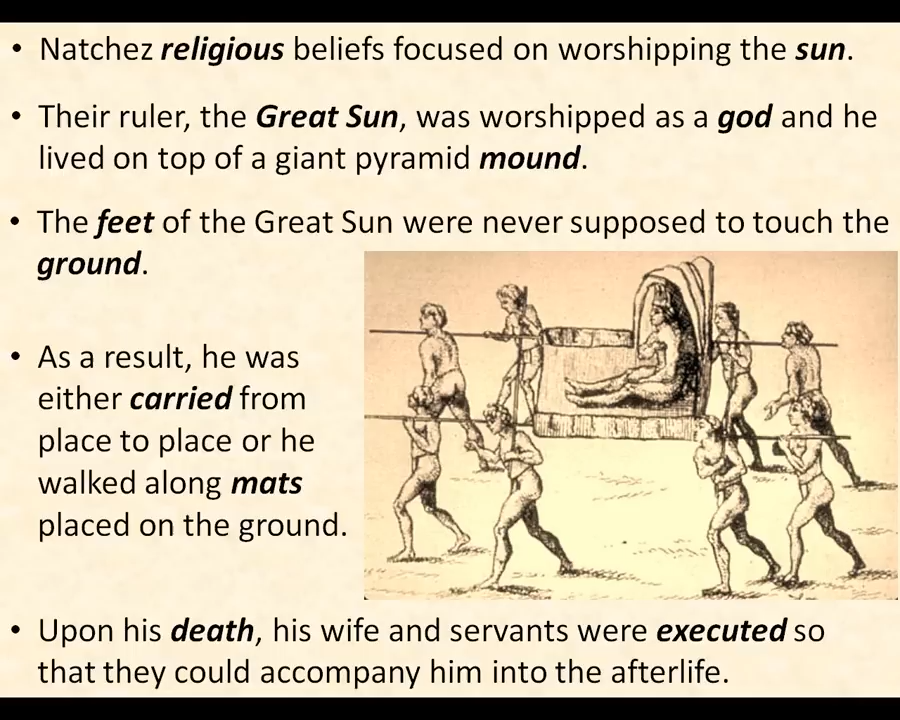 • Natchez religious beliefs focused on worshipping the sun.
• Their ruler, the Great Sun, was worshipped as a god and he
lived on top of a giant pyramid mound.
• The feet of the Great Sun were never supposed to touch the
ground.
• As a result, he was
either carried from
place to place or he
walked along mats
placed on the ground.
• Upon his death, his wife and servants were executed so
that they could accompany him into the afterlife.